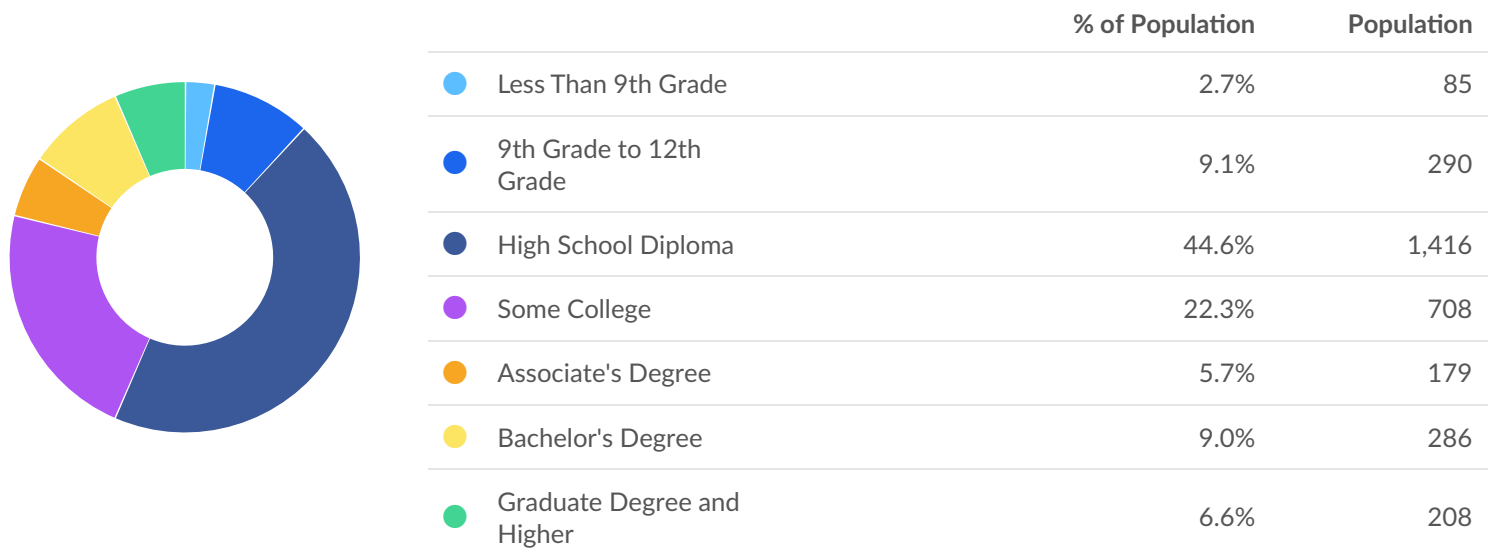 % of Population Population
Less Than 9th Grade 2.7% 85
9th Grade to 12th
Grade 9.1% 290
High School Diploma 44.6% 1,416
Some College 22.3% 708
Associate's Degree 5.7% 179
Bachelor's Degree 9.0% 286
Graduate Degree and
Higher 6.6% 208